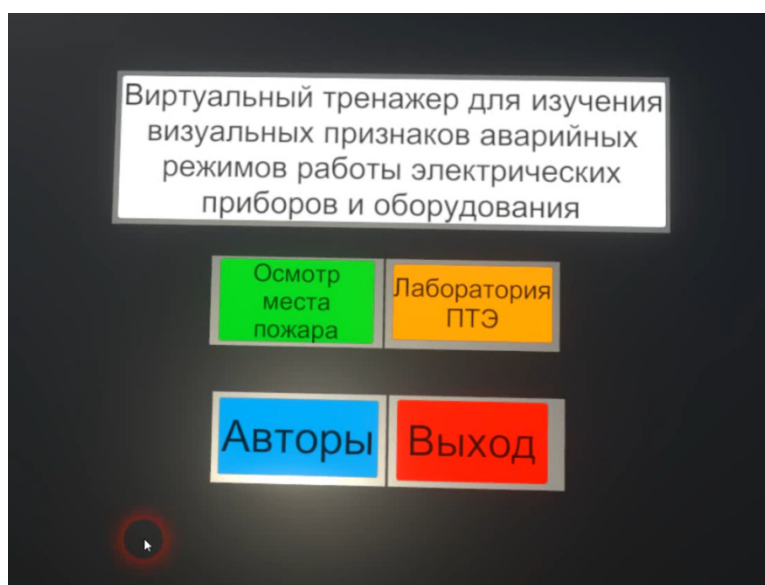 Виртуальный тренажер для изучения
визуальных признаков аварийных
режимов работы электрических
приборов и оборудования
Осмотр
места
пожара
Лаборатория
ПТЭ
Авторы
Выход